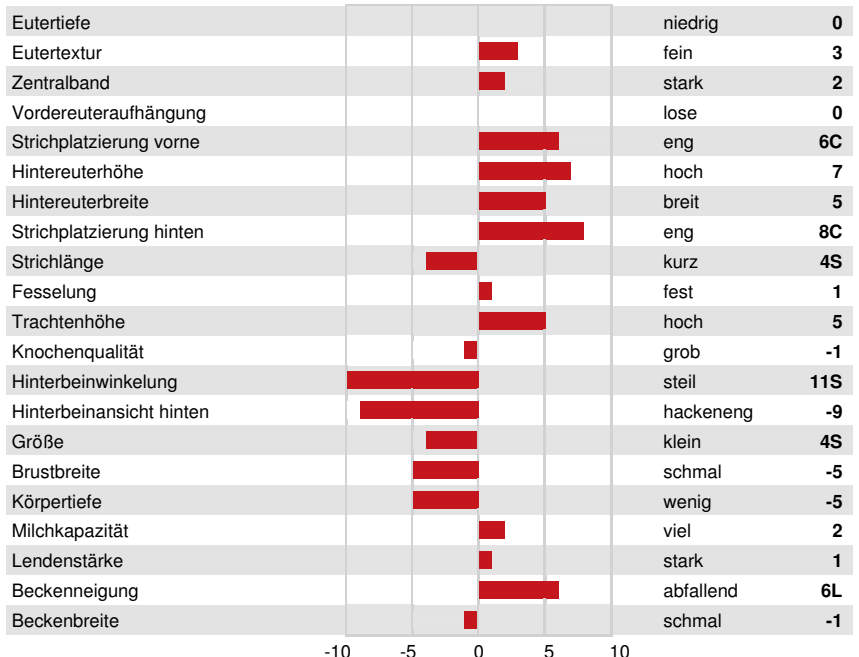 Eutertiefe niedrig 0
Eutertextur fein 3
Zentralband stark 2
Vordereuteraufhängung lose 0
Strichplatzierung vorne eng 6C
Hintereuterhöhe hoch 7
Hintereuterbreite breit 5
Strichplatzierung hinten eng 8C
Strichlänge kurz 4S
Fesselung fest 1
Trachtenhöhe hoch 5
Knochenqualität grob -1
Hinterbeinwinkelung steil 11S
Hinterbeinansicht hinten hackeneng -9
Größe klein 4S
Brustbreite schmal -5
Körpertiefe wenig -5
Milchkapazität viel 2
Lendenstärke stark 1
Beckenneigung abfallend 6L
Beckenbreite schmal -1
-10 -5 0 5 10